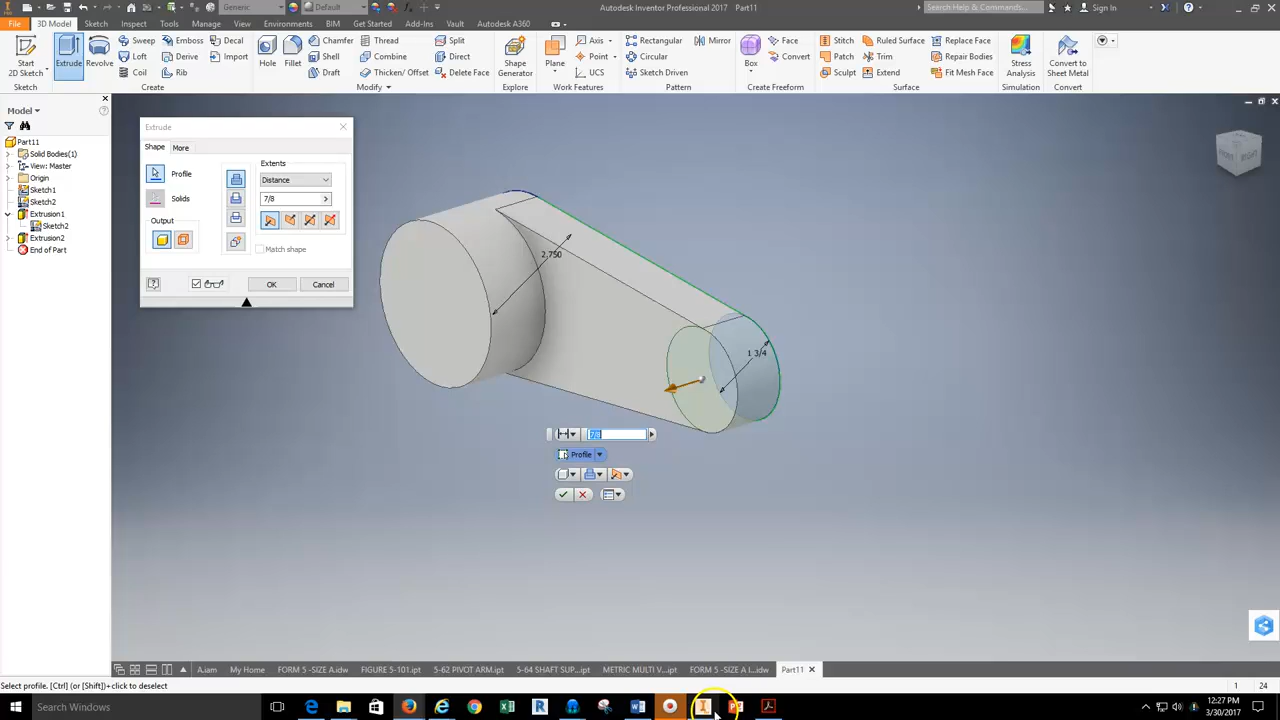 Generic
Default
Autodesk Inventor Professional 2017 Part11
Search Help & Commands...
Sign In
File
3D Model
Sketch
Inspect
Tools
Manage
View
Environments
BIM
Get Started
Add-Ins
Vault
Autodesk A360
Start
2D Sketch
Extrude
Revolve
Sweep
Loft
Coil
Emboss
Derive
Rib
Decal
Import
Hole
Fillet
Chamfer
Shell
Draft
Thread
Combine
Thicken/ Offset
Split
Direct
Delete Face
Shape
Generator
Plane
Axis
Point
UCS
Rectangular
Circular
Sketch Driven
Mirror
Box
Face
Convert
Stitch
Patch
Sculpt
Ruled Surface
Trim
Extend
Replace Face
Repair Bodies
Fit Mesh Face
Stress
Analysis
Convert to
Sheet Metal
Sketch
Create
Modify
Explore
Work Features
Pattern
Create Freeform
Surface
Simulation
Convert
Model
Part11
Solid Bodies(1)
View: Master
Origin
Sketch1
Sketch2
Extrusion1
Sketch2
Extrusion2
End of Part
Extrude
Shape
More
Profile
Solids
Output
Extents
Distance
7/8
Match shape
OK
Cancel
FRONT
RIGHT
2.750
1 3/4
7/8
Profile
A.iam
My Home
FORM 5 -SIZE A.idw
FIGURE 5-101.ipt
5-62 PIVOT ARM.ipt
5-64 SHAFT SUP...ipt
METRIC MULTI V...ipt
FORM 5 -SIZE A I...idw
Part11
Select profile. [Ctrl] (or [Shift])+click to deselect
1
24
Search Windows
12:27 PM
3/30/2017